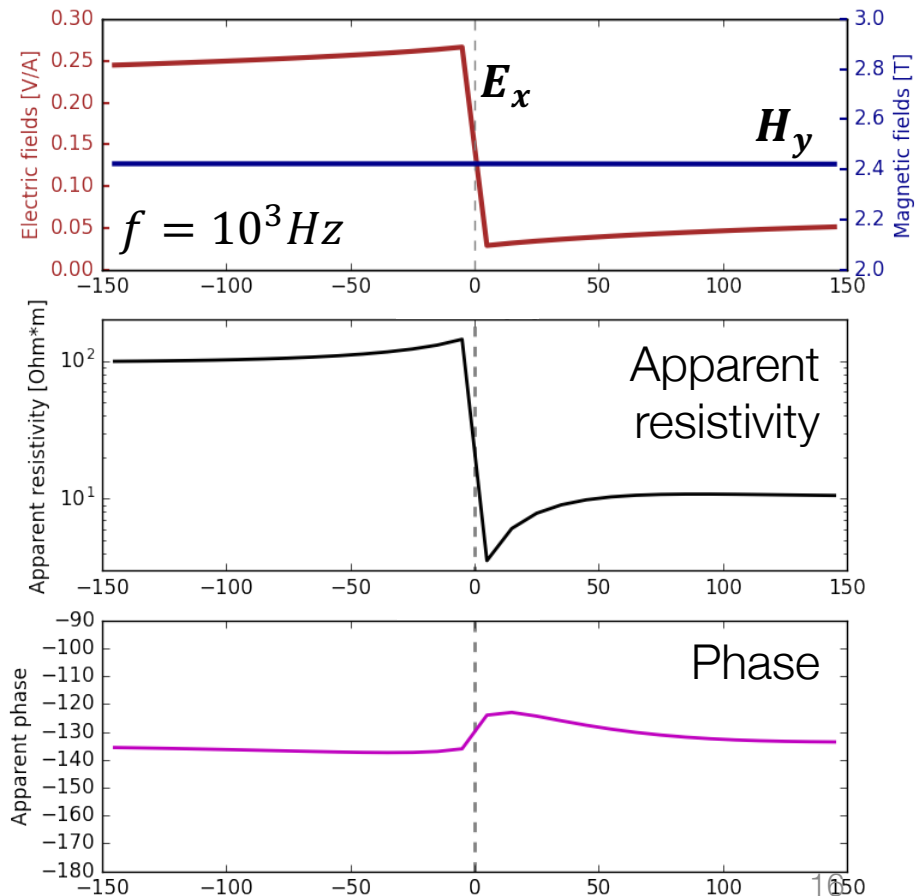 0.30
0.25
0.20
0.15
0.10
0.05
0.00
Electric fields [V/A]
3.0
2.8
2.6
2.4
2.2
2.0
Magnetic fields [T]
E_x
H_y
f = 10^3 Hz
−150 −100 −50 0 50 100 150
Apparent resistivity [Ohm*m]
10^2
10^1
Apparent
resistivity
−150 −100 −50 0 50 100 150
Apparent phase
−90
−100
−110
−120
−130
−140
−150
−160
−170
−180
Phase
−150 −100 −50 0 50 100 150
16